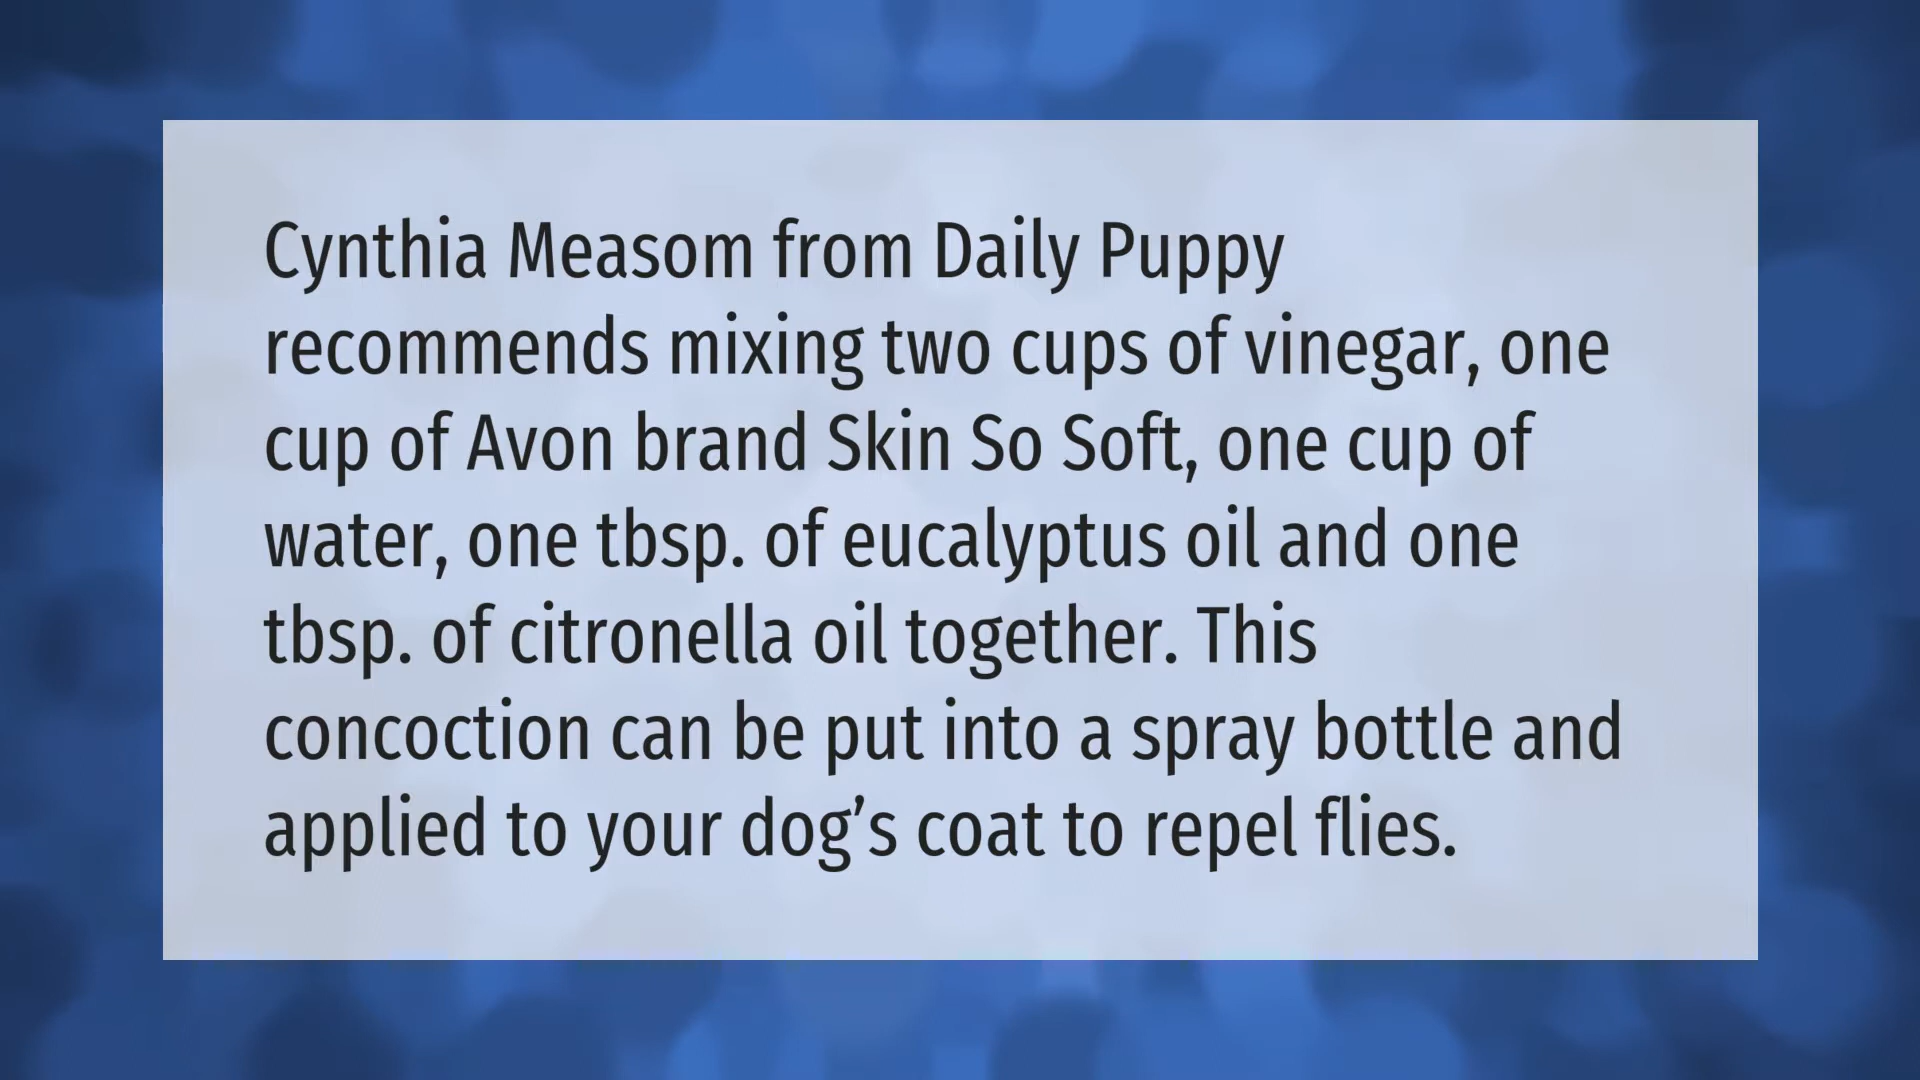 Cynthia Measom from Daily Puppy
recommends mixing two cups of vinegar, one
cup of Avon brand Skin So Soft, one cup of
water, one tbsp. of eucalyptus oil and one
tbsp. of citronella oil together. This
concoction can be put into a spray bottle and
applied to your dog’s coat to repel flies.